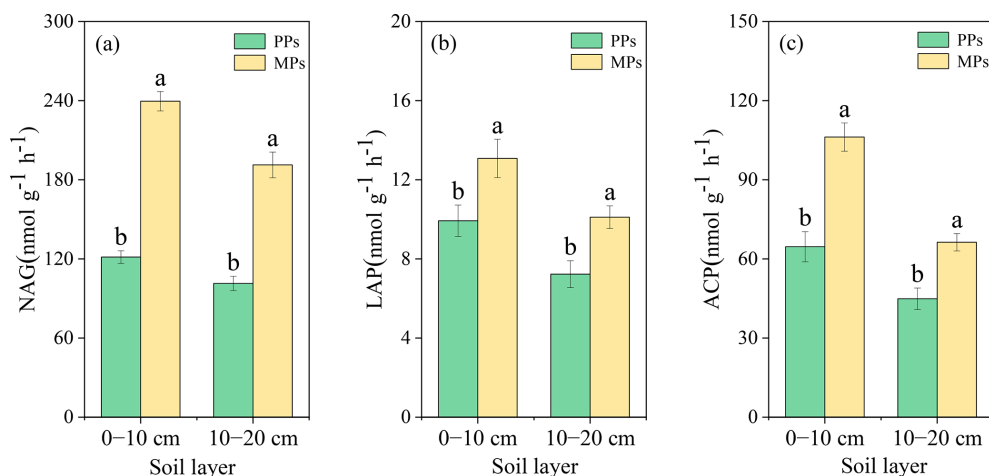 (a)
PPs
MPs
NAG(nmol g⁻¹ h⁻¹)
300
240
180
120
60
0
b
a
b
a
0−10 cm
10−20 cm
Soil layer
(b)
PPs
MPs
LAP(nmol g⁻¹ h⁻¹)
20
16
12
8
4
0
b
a
b
a
0−10 cm
10−20 cm
Soil layer
(c)
PPs
MPs
ACP(nmol g⁻¹ h⁻¹)
150
120
90
60
30
0
b
a
b
a
0−10 cm
10−20 cm
Soil layer